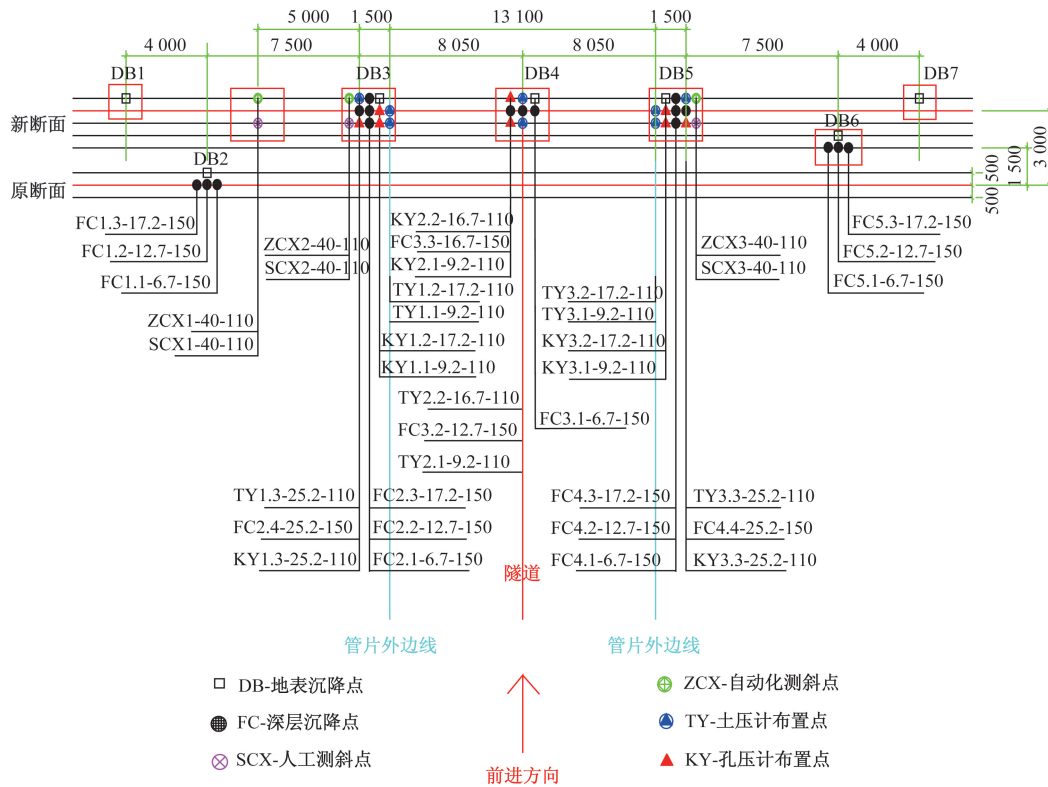 5 000 1 500 13 100 1 500
4 000 7 500 8 050 8 050 7 500 4 000
DB1 DB3 DB4 DB5 DB7
新断面
DB6
DB2
原断面
500 500
1 500
3 000
FC1.3-17.2-150
FC1.2-12.7-150
FC1.1-6.7-150
ZCX1-40-110
SCX1-40-110
ZCX2-40-110
SCX2-40-110
KY2.2-16.7-110
FC3.3-16.7-150
KY2.1-9.2-110
TY1.2-17.2-110
TY1.1-9.2-110
KY1.2-17.2-110
KY1.1-9.2-110
TY2.2-16.7-110
FC3.2-12.7-150
TY2.1-9.2-110
FC3.1-6.7-150
TY3.2-17.2-110
TY3.1-9.2-110
KY3.2-17.2-110
KY3.1-9.2-110
ZCX3-40-110
SCX3-40-110
FC5.3-17.2-150
FC5.2-12.7-150
FC5.1-6.7-150
TY1.3-25.2-110
FC2.4-25.2-150
KY1.3-25.2-110
FC2.3-17.2-150
FC2.2-12.7-150
FC2.1-6.7-150
FC4.3-17.2-150
FC4.2-12.7-150
FC4.1-6.7-150
TY3.3-25.2-110
FC4.4-25.2-150
KY3.3-25.2-110
隧道
管片外边线 管片外边线
DB-地表沉降点
FC-深层沉降点
SCX-人工测斜点
ZCX-自动化测斜点
TY-土压计布置点
KY-孔压计布置点
前进方向